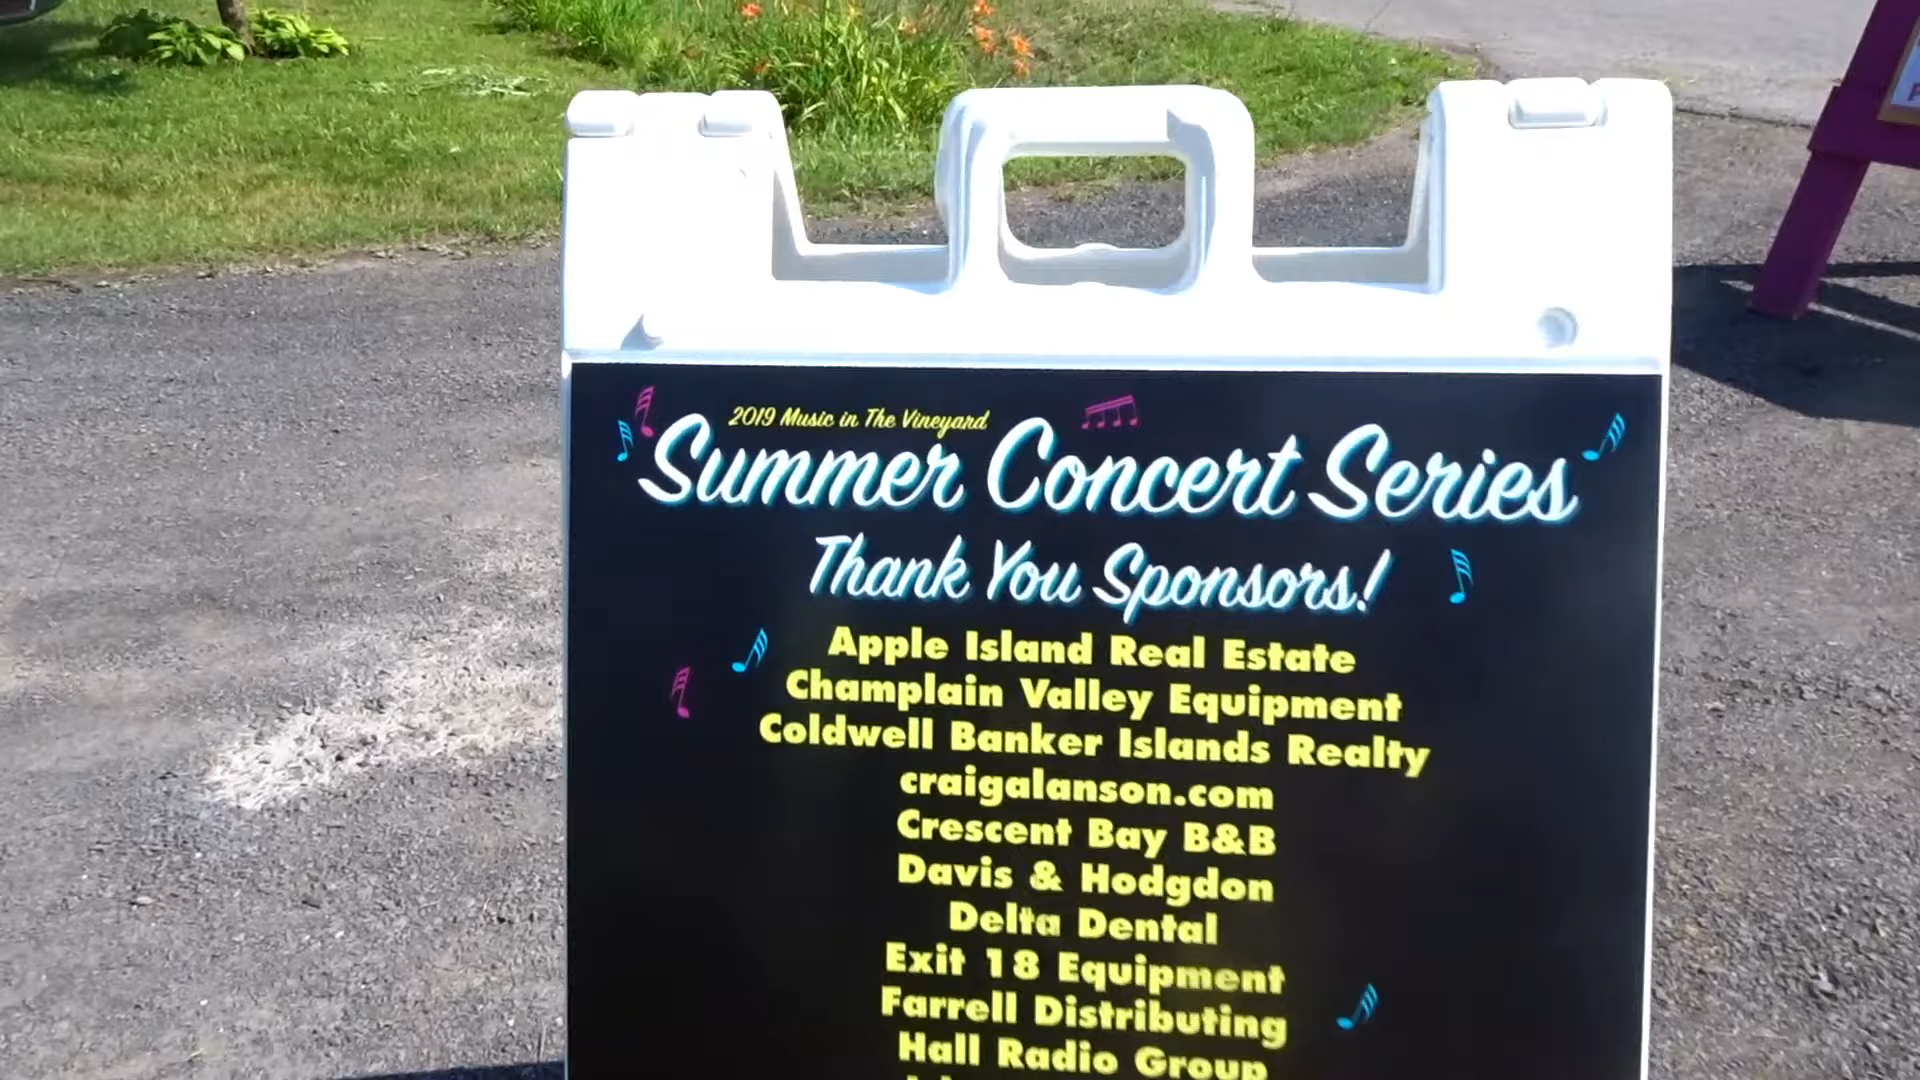 2019 Music in The Vineyard
Summer Concert Series
Thank You Sponsors!
Apple Island Real Estate
Champlain Valley Equipment
Coldwell Banker Islands Realty
craigalanson.com
Crescent Bay B&B
Davis & Hodgdon
Delta Dental
Exit 18 Equipment
Farrell Distributing
Hall Radio Group